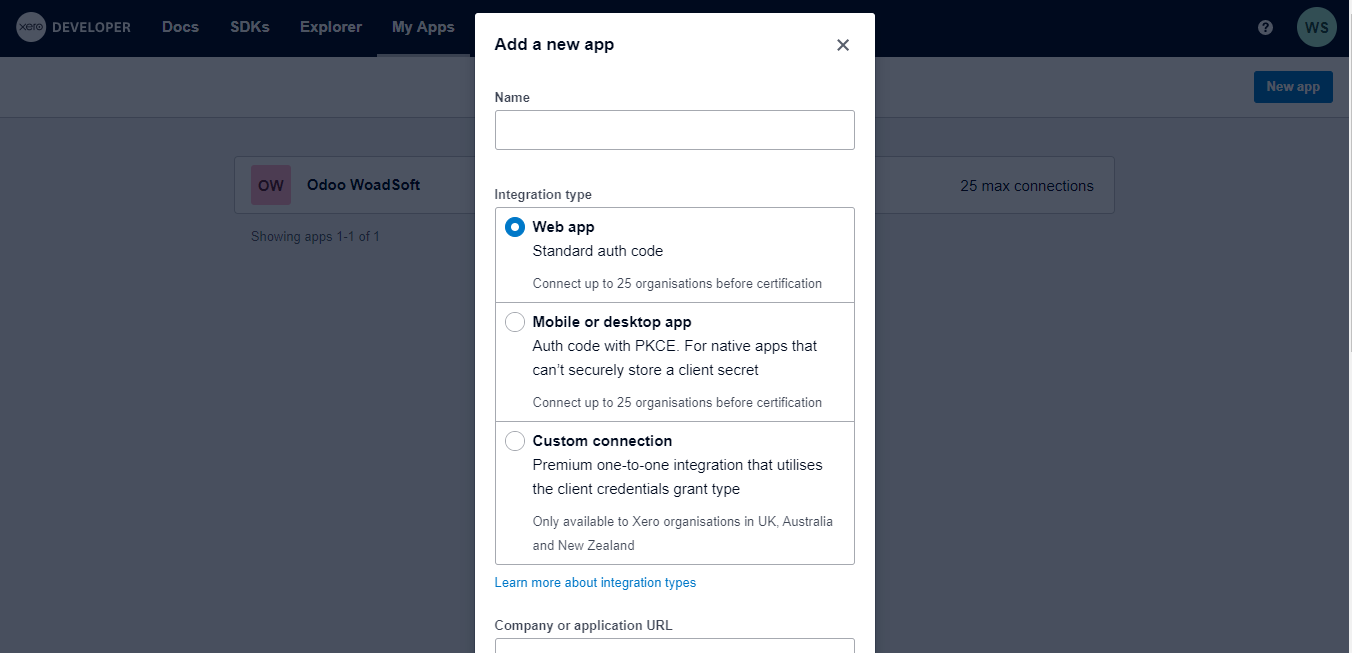 xero DEVELOPER Docs SDKs Explorer My Apps ? WS
New app
Add a new app
Name
OW Odoo WoadSoft 25 max connections
Showing apps 1-1 of 1
Integration type
Web app
Standard auth code
Connect up to 25 organisations before certification
Mobile or desktop app
Auth code with PKCE. For native apps that
can't securely store a client secret
Connect up to 25 organisations before certification
Custom connection
Premium one-to-one integration that utilises
the client credentials grant type
Only available to Xero organisations in UK, Australia
and New Zealand
Learn more about integration types
Company or application URL